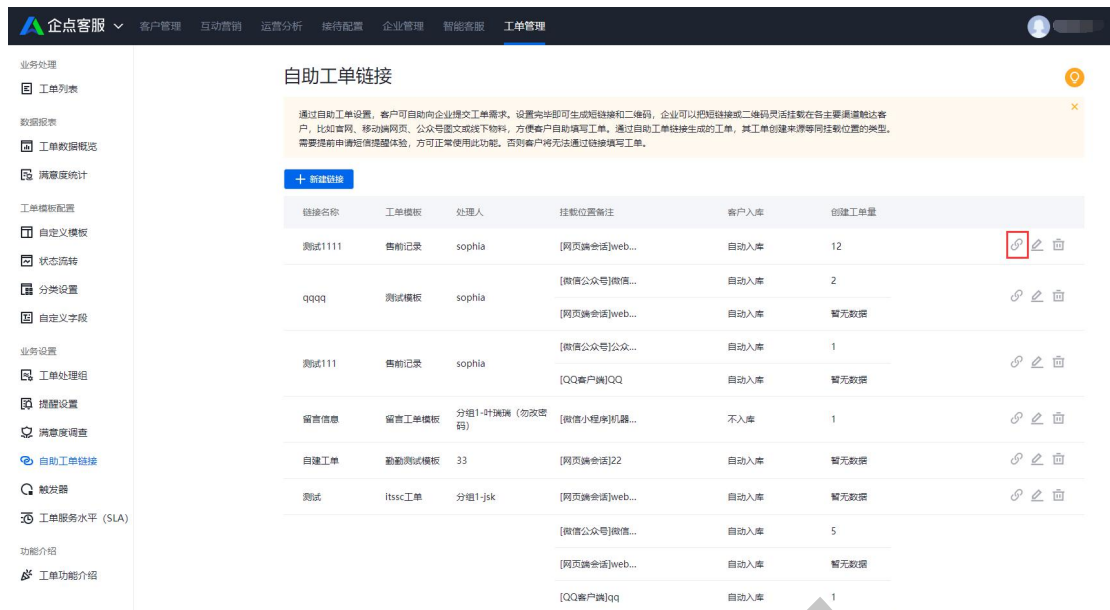 企点客服 客户管理 互动营销 运营分析 接待配置 企业管理 智能客服 工单管理
业务处理
工单列表
数据报表
工单数据概览
满意度统计
工单模板配置
自定义模板
状态流转
分类设置
自定义字段
业务设置
工单处理组
提醒设置
满意度调查
自助工单链接
触发器
工单服务水平 (SLA)
功能介绍
工单功能介绍
自助工单链接
通过自助工单设置，客户可自助向企业提交工单需求。设置完毕即可生成短链接和二维码，企业可以把短链接或二维码灵活挂载在各主要渠道触达客
户，比如官网、移动端网页、公众号图文或线下物料，方便客户自助填写工单。通过自助工单链接生成的工单，其工单创建来源等同挂载位置的类型。
需要提前申请短信提醒体验，方可正常使用此功能。否则客户将无法通过链接填写工单。
新建链接
链接名称 工单模板 处理人 挂载位置备注 客户入库 创建工单量
测试1111 售前记录 sophia [网页端会话]web... 自动入库 12
[微信公众号]微信... 自动入库 2
qqqq 测试模板 sophia
[网页端会话]web... 自动入库 暂无数据
[微信公众号]公众... 自动入库 1
测试111 售前记录 sophia
[QQ客户端]QQ 自动入库 暂无数据
留言信息 留言工单模板 分组1-叶瑞瑞（勿改密
码） [微信小程序]机器... 不入库 1
自建工单 勤勤测试模板 33 [网页端会话]22 自动入库 暂无数据
测试 itssc工单 分组1-jsk [网页端会话]web... 自动入库 暂无数据
[微信公众号]微信... 自动入库 5
[网页端会话]web... 自动入库 暂无数据
[QQ客户端]qq 自动入库 1